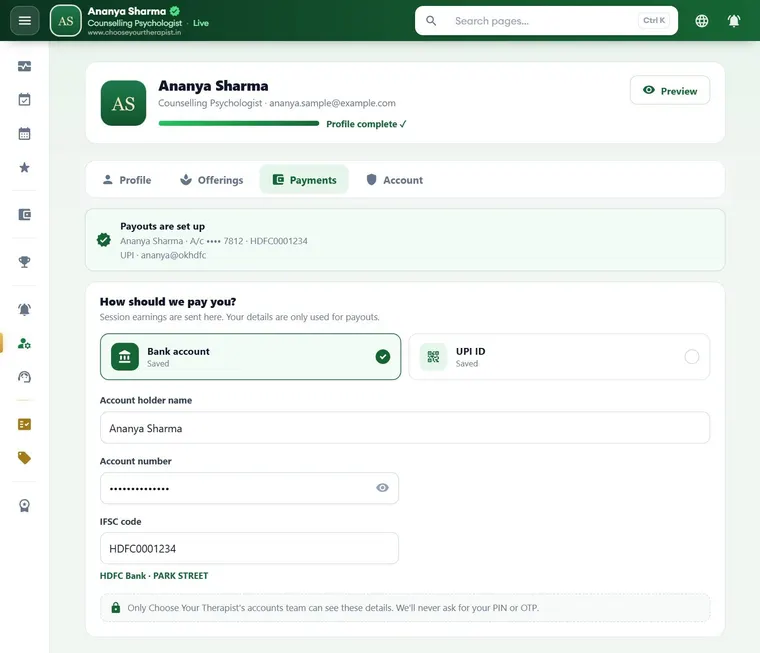 AS
Ananya Sharma
Counselling Psychologist · Live
www.chooseyourtherapist.in
Search pages...
Ctrl K
AS
Ananya Sharma
Counselling Psychologist · ananya.sample@example.com
Profile complete ✓
Preview
Profile
Offerings
Payments
Account
Payouts are set up
Ananya Sharma · A/c •••• 7812 · HDFC0001234
UPI · ananya@okhdfc
How should we pay you?
Session earnings are sent here. Your details are only used for payouts.
Bank account
Saved
UPI ID
Saved
Account holder name
Ananya Sharma
Account number
••••••••••••••
IFSC code
HDFC0001234
HDFC Bank · PARK STREET
Only Choose Your Therapist's accounts team can see these details. We'll never ask for your PIN or OTP.